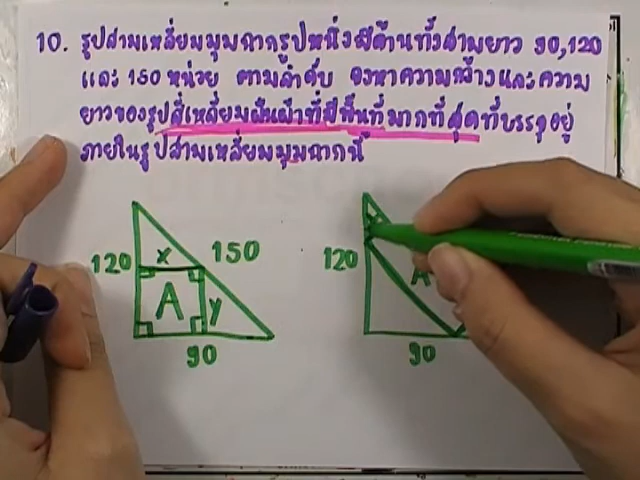 10. รูปสามเหลี่ยมมุมฉากรูปหนึ่งมีด้านทั้งสามยาว 90,120
และ 150 หน่วย ตามลำดับ จงหาความกว้างและความ
ยาวของรูปสี่เหลี่ยมผืนผ้าที่มีพื้นที่มากที่สุดที่บรรจุอยู่
ภายในรูปสามเหลี่ยมมุมฉากนี้
120 x 150
A y
90
120 A
90